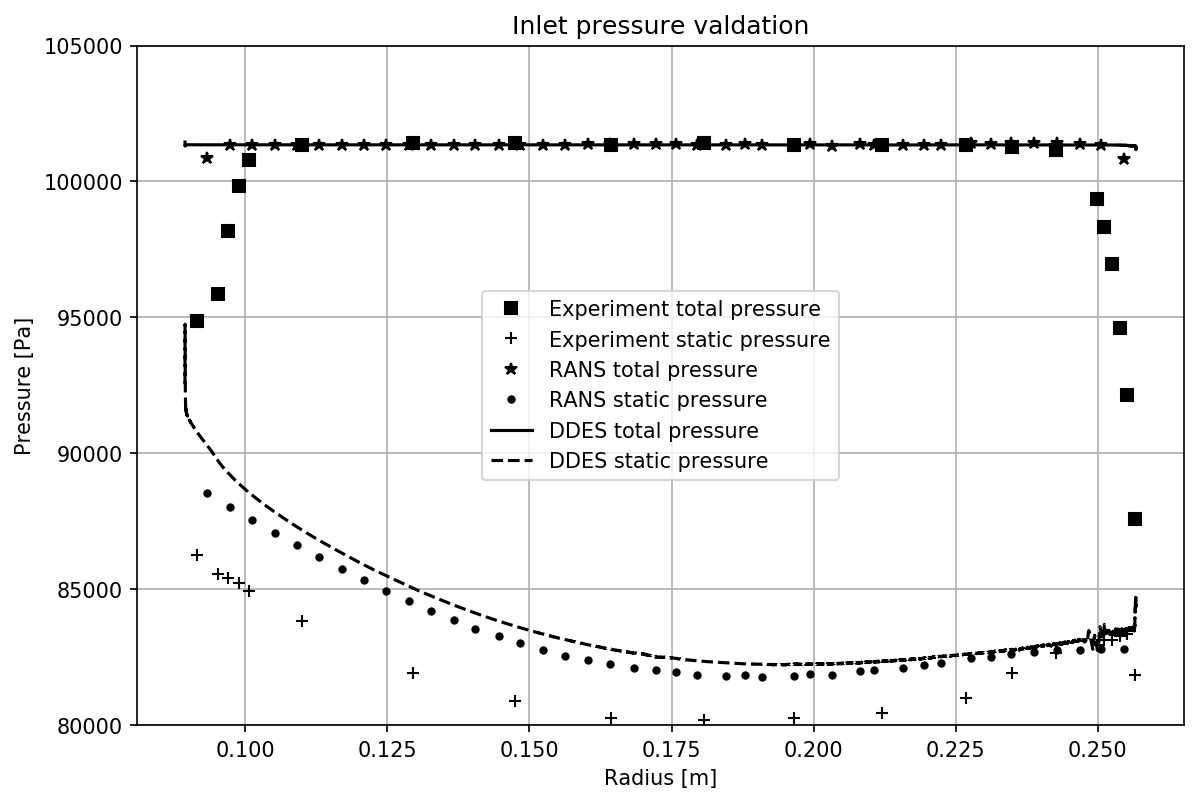 Inlet pressure valdation
105000
100000
95000
90000
85000
80000
Pressure [Pa]
Experiment total pressure
Experiment static pressure
RANS total pressure
RANS static pressure
DDES total pressure
DDES static pressure
0.100 0.125 0.150 0.175 0.200 0.225 0.250
Radius [m]